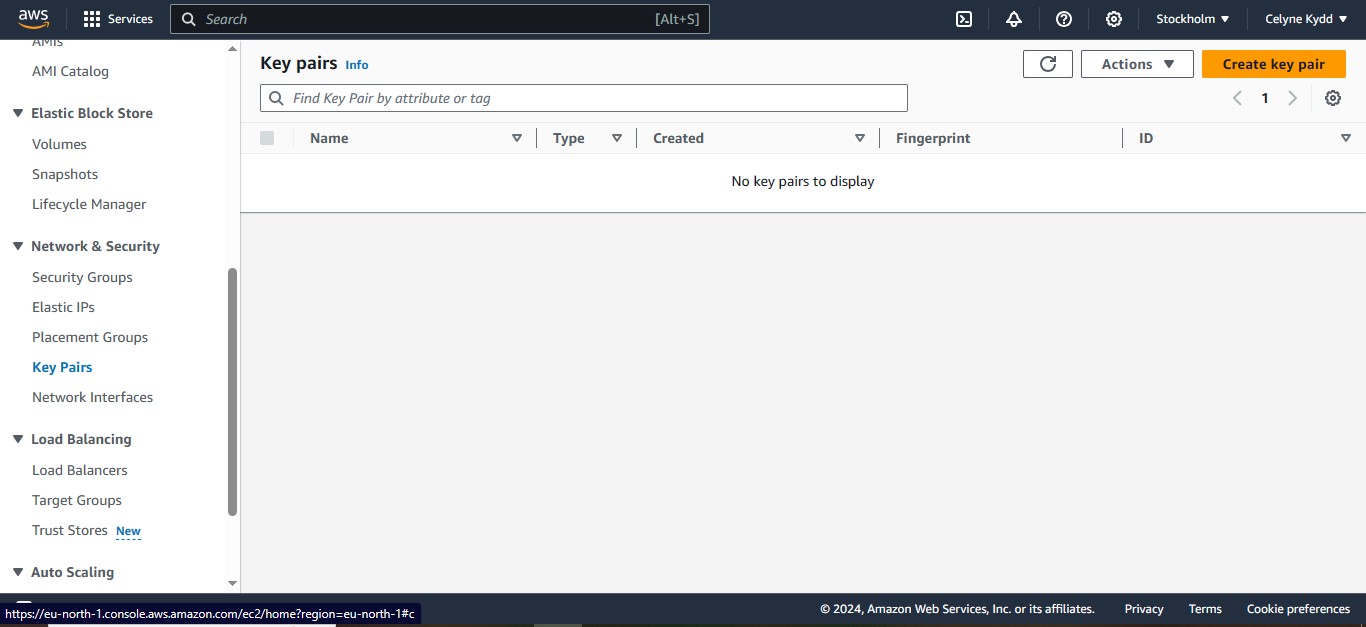 aws Services Search [Alt+S] Stockholm Celyne Kydd
AMIs
AMI Catalog
Elastic Block Store
Volumes
Snapshots
Lifecycle Manager
Network & Security
Security Groups
Elastic IPs
Placement Groups
Key Pairs
Network Interfaces
Load Balancing
Load Balancers
Target Groups
Trust Stores New
Auto Scaling
Key pairs Info Actions Create key pair
Find Key Pair by attribute or tag 1
Name Type Created Fingerprint ID
No key pairs to display
https://eu-north-1.console.aws.amazon.com/ec2/home?region=eu-north-1#c
© 2024, Amazon Web Services, Inc. or its affiliates. Privacy Terms Cookie preferences